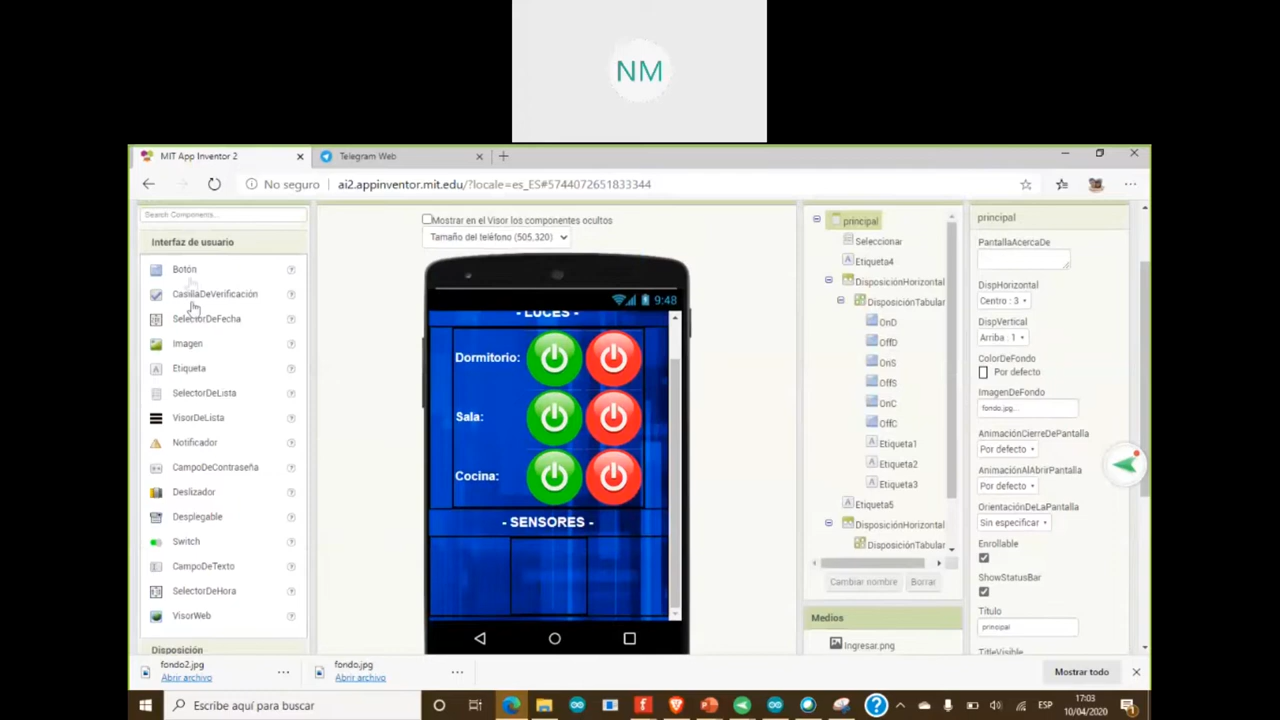 NM
MIT App Inventor 2
Telegram Web
No seguro
ai2.appinventor.mit.edu/?locale=es_ES#5744072651833344
Search Components...
Interfaz de usuario
Botón
CasillaDeVerificación
SelectorDeFecha
Imagen
Etiqueta
SelectorDeLista
VisorDeLista
Notificador
CampoDeContraseña
Deslizador
Desplegable
Switch
CampoDeTexto
SelectorDeHora
VisorWeb
Disposición
Mostrar en el Visor los componentes ocultos
Tamaño del teléfono (505,320)
9:48
- LUCES -
Dormitorio:
Sala:
Cocina:
- SENSORES -
principal
Seleccionar
Etiqueta4
DisposiciónHorizontal
DisposiciónTabular
OnD
OffD
OnS
OffS
OnC
OffC
Etiqueta1
Etiqueta2
Etiqueta3
Etiqueta5
DisposiciónHorizontal
DisposiciónTabular
Cambiar nombre
Borrar
Medios
Ingresar.png
principal
PantallaAcercaDe
DispHorizontal
Centro : 3
DispVertical
Arriba : 1
ColorDeFondo
Por defecto
ImagenDeFondo
fondo.jpg...
AnimaciónCierreDePantalla
Por defecto
AnimaciónAlAbrirPantalla
Por defecto
OrientaciónDeLaPantalla
Sin especificar
Enrollable
ShowStatusBar
Título
principal
TitleVisible
fondo2.jpg
Abrir archivo
fondo.jpg
Abrir archivo
Mostrar todo
Escribe aquí para buscar
ESP
17:03
10/04/2020